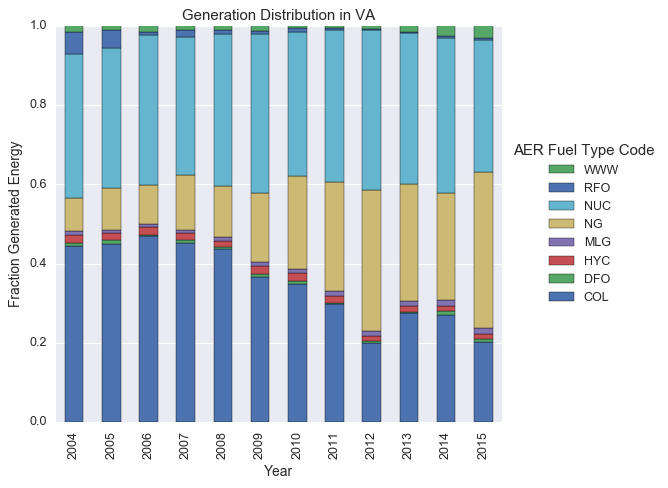 Generation Distribution in VA
1.0
0.8
0.6
0.4
0.2
0.0
Fraction Generated Energy
2004
2005
2006
2007
2008
2009
2010
2011
2012
2013
2014
2015
Year
AER Fuel Type Code
WWW
RFO
NUC
NG
MLG
HYC
DFO
COL